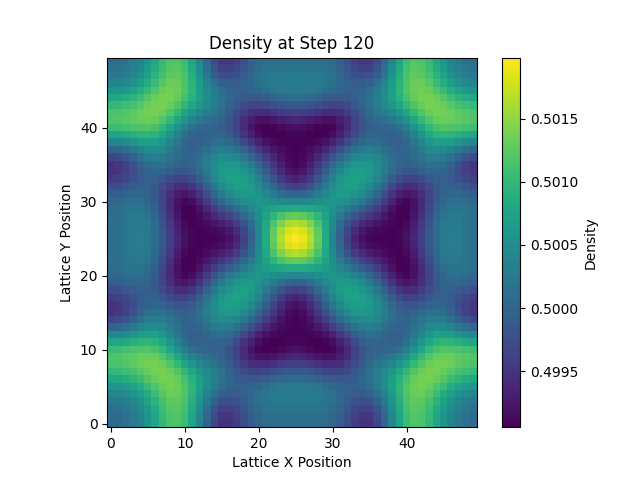 Density at Step 120
Lattice Y Position
40
30
20
10
0
0 10 20 30 40
Lattice X Position
0.5015
0.5010
0.5005
0.5000
0.4995
Density